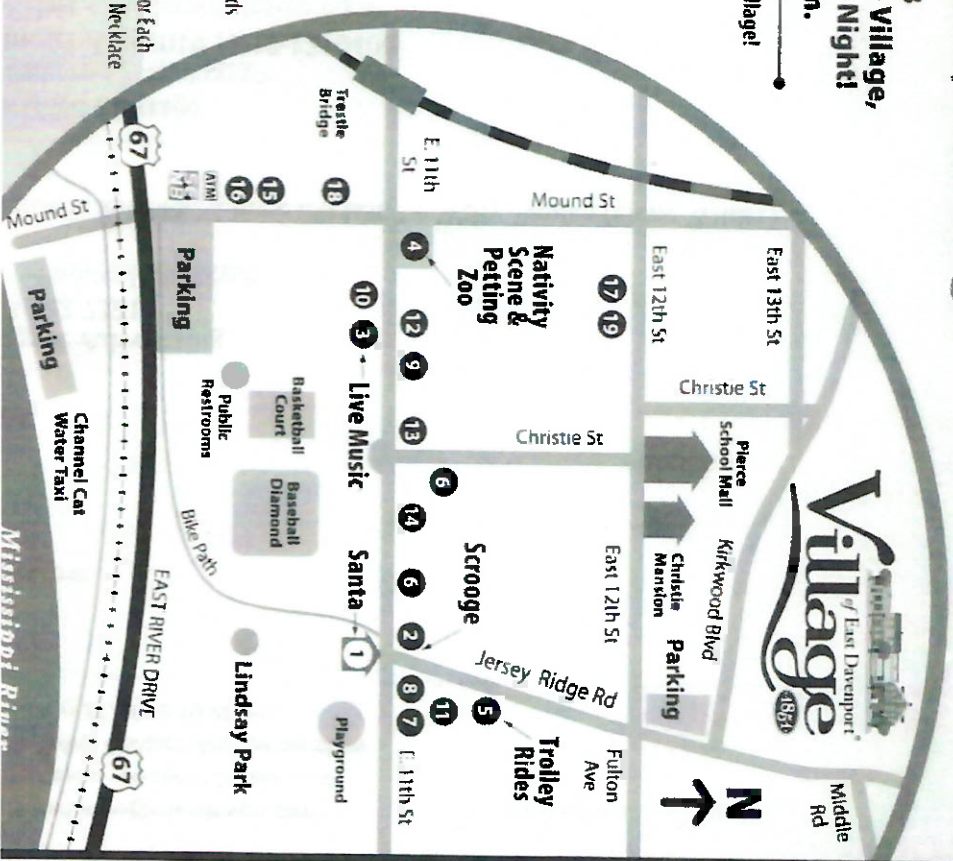 Village,
Night!
n.
llage!
or Each
Necklace
ds
Village
of East Davenport
1856
N
Middle
Rd
Kirkwood Blvd
East 13th St
Christie St
Pierce
School Mall
Christie
Mansion
Parking
East 12th St
East 12th St
Fulton
Ave
Mound St
17
19
Nativity
Scene &
Petting
Zoo
Christie St
Jersey Ridge Rd
Scrooge
5
Trolley
Rides
11
6
E. 11th
St
4
12
9
13
14
6
2
8
7
E. 11th St
Trestle
Bridge
18
10
3
Live Music
Santa
1
15
16
ATM
Parking
Public
Restrooms
Basketball
Court
Baseball
Diamond
Playground
Lindsay Park
Bike Path
67
EAST RIVER DRIVE
67
Mound St
Parking
Channel Cat
Water Taxi
Mississippi River